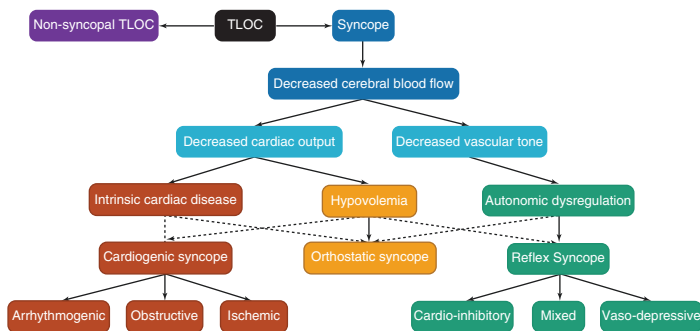 Non-syncopal TLOC
TLOC
Syncope
Decreased cerebral blood flow
Decreased cardiac output
Decreased vascular tone
Intrinsic cardiac disease
Hypovolemia
Autonomic dysregulation
Cardiogenic syncope
Orthostatic syncope
Reflex Syncope
Arrhythmogenic
Obstructive
Ischemic
Cardio-inhibitory
Mixed
Vaso-depressive